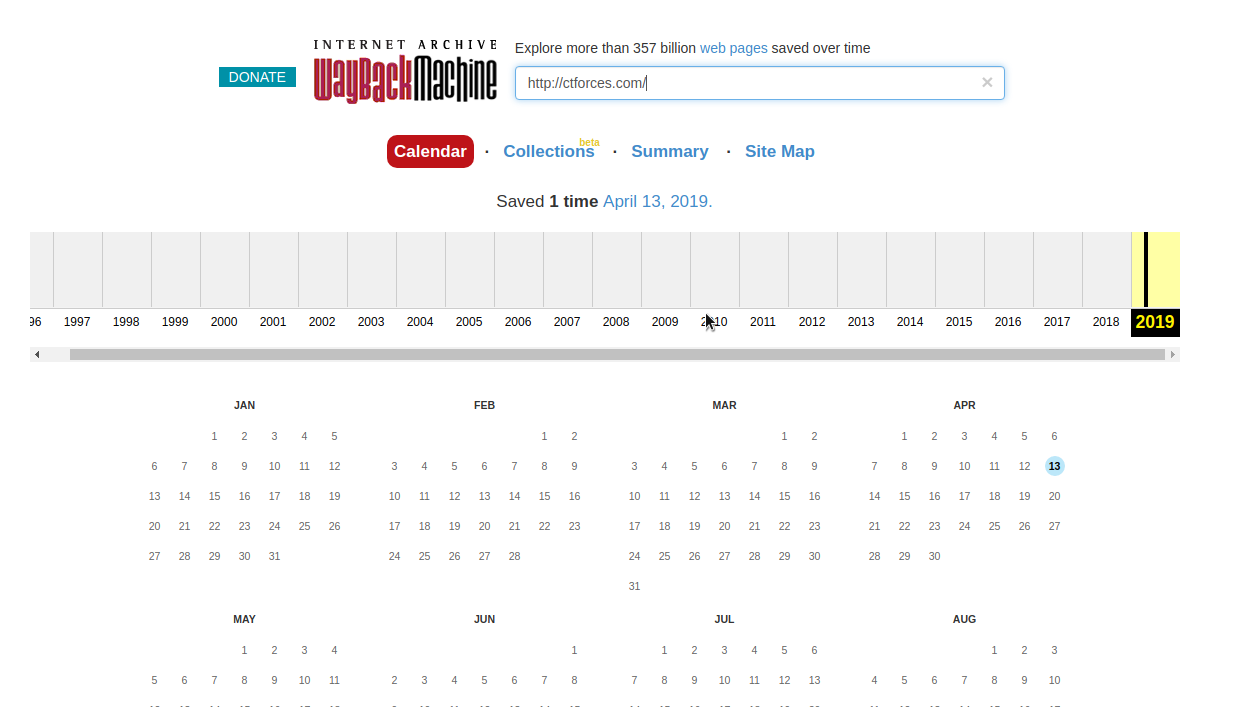 INTERNET ARCHIVE
Explore more than 357 billion web pages saved over time
DONATE
WayBackMachine
http://ctforces.com/
×
Calendar · Collections beta · Summary · Site Map
Saved 1 time April 13, 2019.
96 1997 1998 1999 2000 2001 2002 2003 2004 2005 2006 2007 2008 2009 2010 2011 2012 2013 2014 2015 2016 2017 2018 2019
JAN FEB MAR APR
1 2 3 4 5 1 2 1 2 1 2 3 4 5 6
6 7 8 9 10 11 12 3 4 5 6 7 8 9 3 4 5 6 7 8 9 7 8 9 10 11 12 13
13 14 15 16 17 18 19 10 11 12 13 14 15 16 10 11 12 13 14 15 16 14 15 16 17 18 19 20
20 21 22 23 24 25 26 17 18 19 20 21 22 23 17 18 19 20 21 22 23 21 22 23 24 25 26 27
27 28 29 30 31 24 25 26 27 28 24 25 26 27 28 29 30 28 29 30
31
MAY JUN JUL AUG
1 2 3 4 1 1 2 3 4 5 6 1 2 3
5 6 7 8 9 10 11 2 3 4 5 6 7 8 7 8 9 10 11 12 13 4 5 6 7 8 9 10